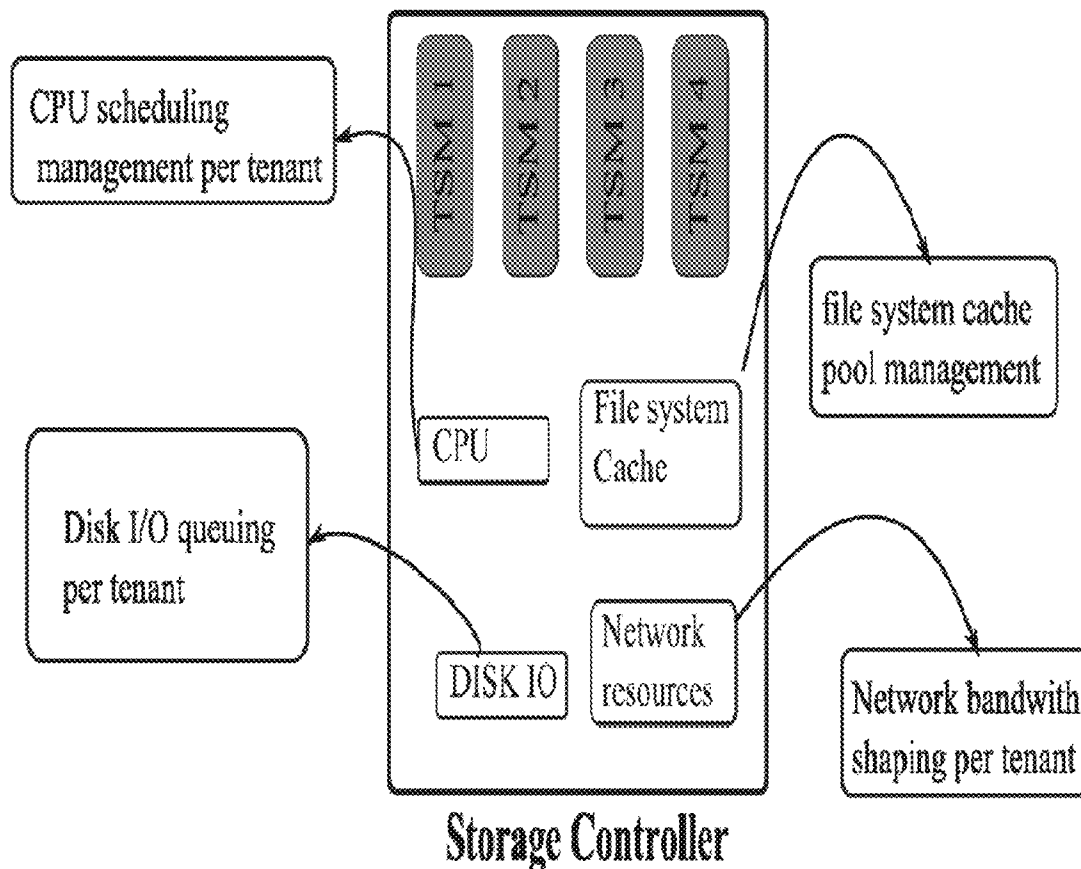 TSM 1
TSM 2
TSM 3
TSM 4
CPU scheduling
management per tenant
file system cache
pool management
CPU
File system
Cache
Disk I/O queuing
per tenant
DISK IO
Network
resources
Network bandwith
shaping per tenant
Storage Controller